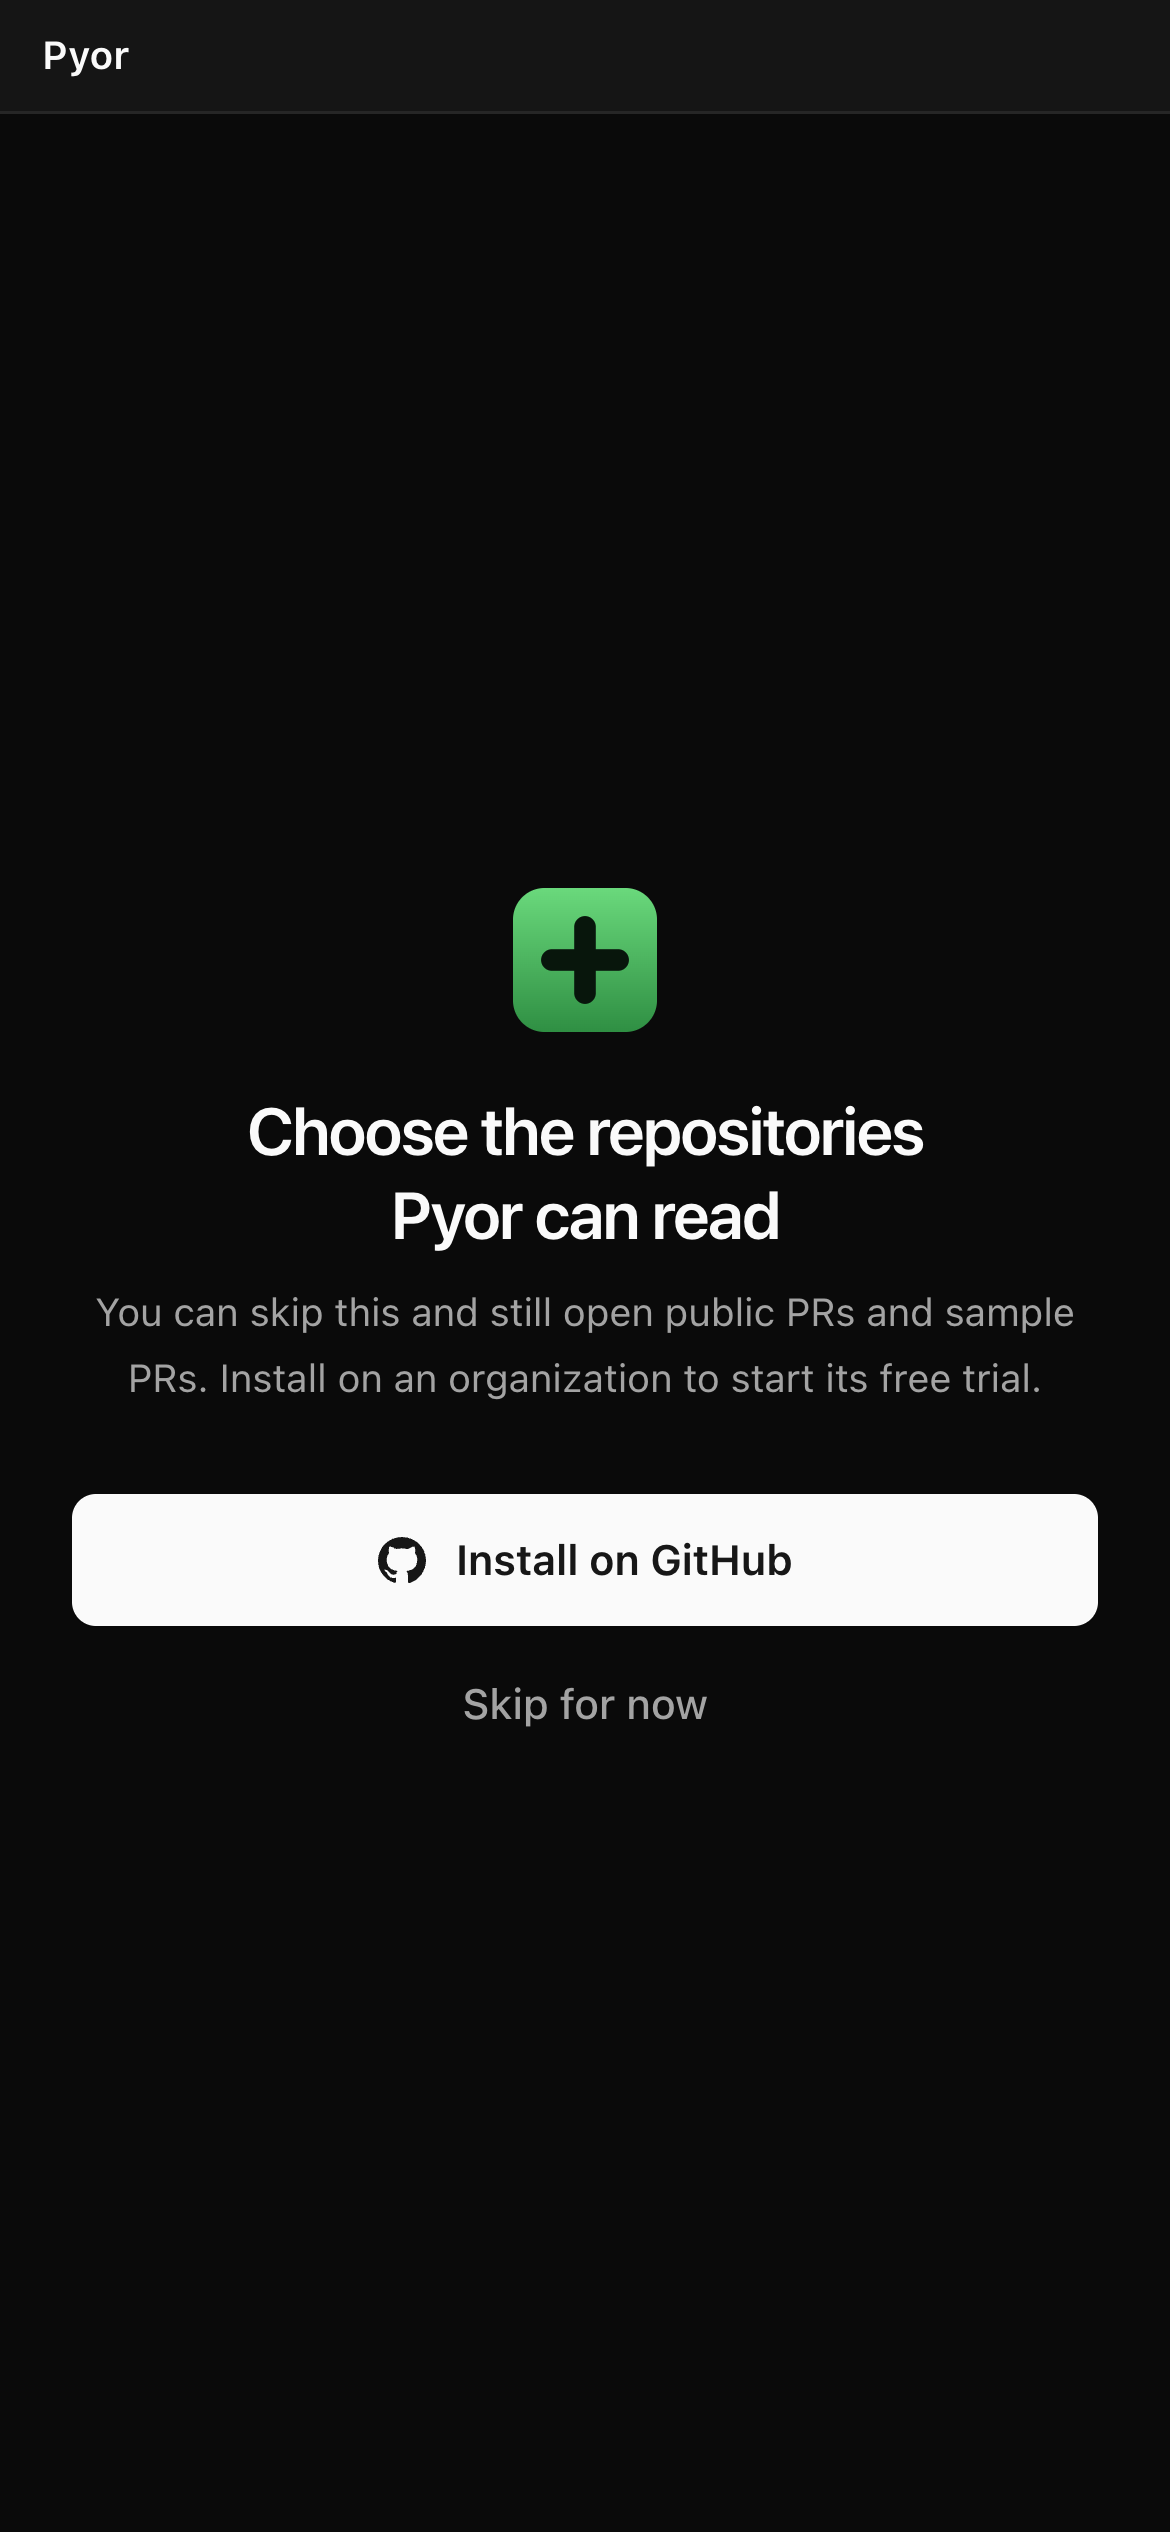 Pyor
Choose the repositories
Pyor can read
You can skip this and still open public PRs and sample
PRs. Install on an organization to start its free trial.
Install on GitHub
Skip for now